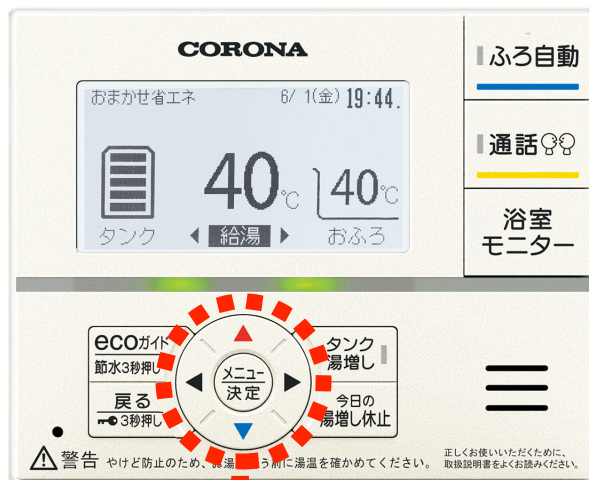 CORONA
おまかせ省エネ 6/ 1(金) 19:44.
40℃ 40℃
タンク ◀ 給湯 ▶ おふろ
ふろ自動
通話
浴室
モニター
ecoガイド
節水3秒押し
戻る
3秒押し
メニュー
決定
タンク
湯増し
今日の
湯増し休止
警告 やけど防止のため、お湯 う前に湯温を確かめてください。
正しくお使いいただくために、
取扱説明書をよくお読みください。